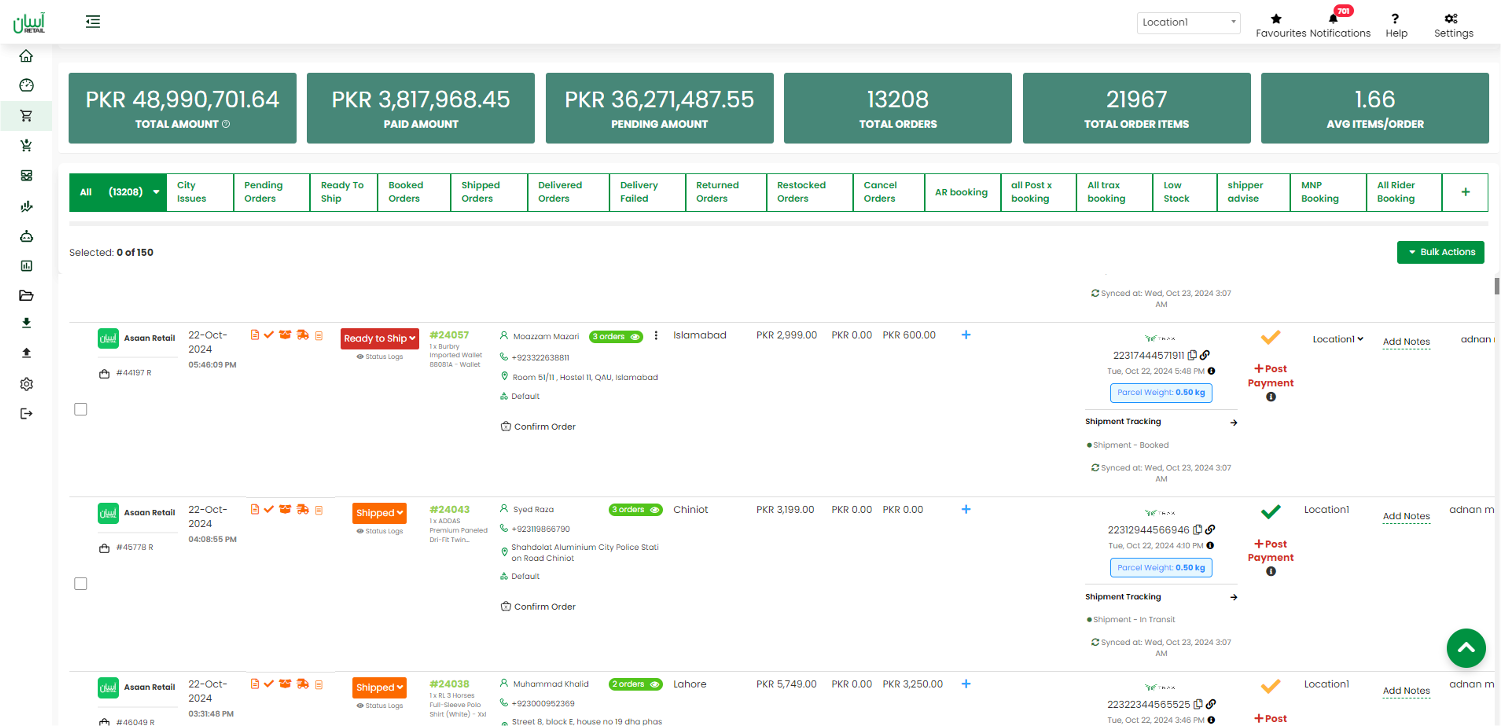 آسان
RETAIL
Location1
701
Favourites
Notifications
Help
Settings
PKR 48,990,701.64
TOTAL AMOUNT
PKR 3,817,968.45
PAID AMOUNT
PKR 36,271,487.55
PENDING AMOUNT
13208
TOTAL ORDERS
21967
TOTAL ORDER ITEMS
1.66
AVG ITEMS/ORDER
All (13208)
City
Issues
Pending
Orders
Ready To
Ship
Booked
Orders
Shipped
Orders
Delivered
Orders
Delivery
Failed
Returned
Orders
Restocked
Orders
Cancel
Orders
AR booking
all Post x
booking
All trax
booking
Low
Stock
shipper
advise
MNP
Booking
All Rider
Booking
+
Selected: 0 of 150
Bulk Actions
Synced at: Wed, Oct 23, 2024 3:07
AM
Asaan Retail
#44197 R
22-Oct-
2024
05:46:09 PM
Ready to Ship
Status Logs
#24057
1 x Burbry
Imported Wallet
B8081A - Wallet
Moazzam Mazari
3 orders
+923322638811
Room 51/11 , Hostel 11, QAU, Islamabad
Default
Confirm Order
Islamabad
PKR 2,999.00
PKR 0.00
PKR 600.00
+
TRAX
22317444571911
Tue, Oct 22, 2024 5:48 PM
Parcel Weight: 0.50 kg
Shipment Tracking
Shipment - Booked
Synced at: Wed, Oct 23, 2024 3:07
AM
+Post
Payment
Location1
Add Notes
adnan
Asaan Retail
#45778 R
22-Oct-
2024
04:08:55 PM
Shipped
Status Logs
#24043
1 x ADDAS
Premium Paneled
Dri-Fit Twin...
Syed Raza
3 orders
+923119866790
Shahdolat Aluminium City Police Stati
on Road Chiniot
Default
Confirm Order
Chiniot
PKR 3,199.00
PKR 0.00
PKR 0.00
+
TRAX
22312944566946
Tue, Oct 22, 2024 4:10 PM
Parcel Weight: 0.50 kg
Shipment Tracking
Shipment - In Transit
Synced at: Wed, Oct 23, 2024 3:07
AM
+Post
Payment
Location1
Add Notes
adnan m
Asaan Retail
#46049 R
22-Oct-
2024
03:31:48 PM
Shipped
Status Logs
#24038
1 x RL 3 Horses
Full-Sleeve Polo
Shirt (White) - Xxl
Muhammad Khalid
2 orders
+923000952369
Street 8, block E, house no 19 dha phas
Lahore
PKR 5,749.00
PKR 0.00
PKR 3,250.00
+
TRAX
22322344565525
Tue, Oct 22, 2024 3:46 PM
+Post
Location1
Add Notes
adnan m